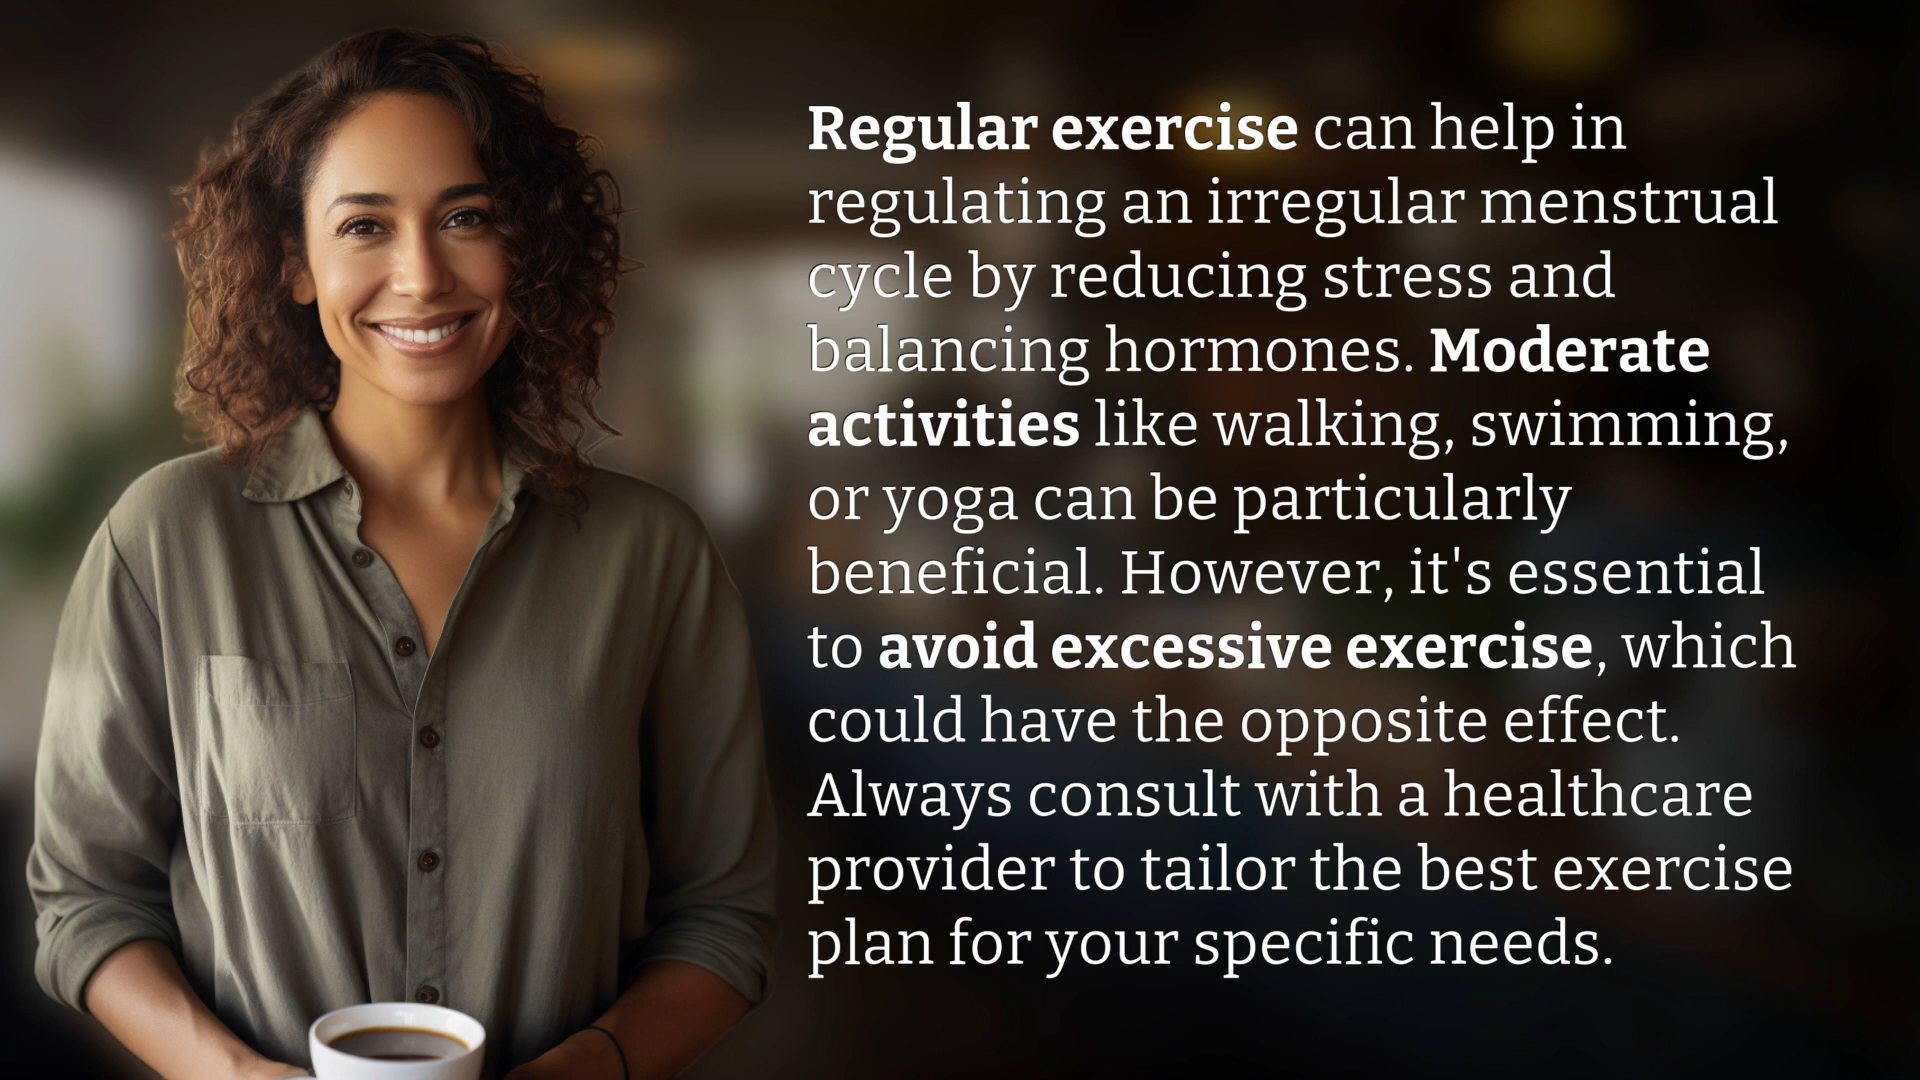 Regular exercise can help in
regulating an irregular menstrual
cycle by reducing stress and
balancing hormones. Moderate
activities like walking, swimming,
or yoga can be particularly
beneficial. However, it's essential
to avoid excessive exercise, which
could have the opposite effect.
Always consult with a healthcare
provider to tailor the best exercise
plan for your specific needs.